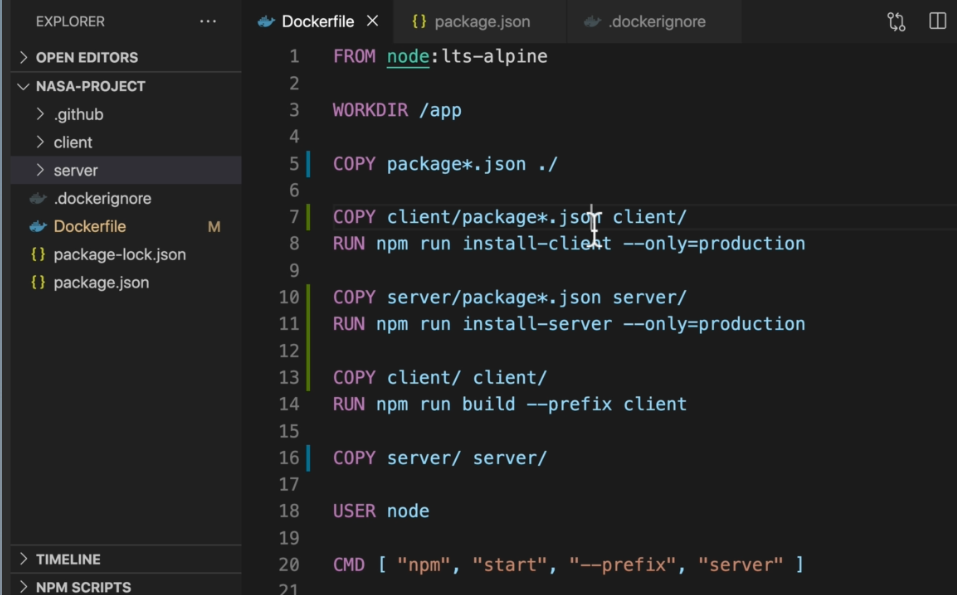 EXPLORER ...
OPEN EDITORS
NASA-PROJECT
.github
client
server
.dockerignore
Dockerfile M
{} package-lock.json
{} package.json
TIMELINE
NPM SCRIPTS
Dockerfile × {} package.json .dockerignore
1 FROM node:lts-alpine
2
3 WORKDIR /app
4
5 COPY package*.json ./
6
7 COPY client/package*.json client/
8 RUN npm run install-client --only=production
9
10 COPY server/package*.json server/
11 RUN npm run install-server --only=production
12
13 COPY client/ client/
14 RUN npm run build --prefix client
15
16 COPY server/ server/
17
18 USER node
19
20 CMD [ "npm", "start", "--prefix", "server" ]
21